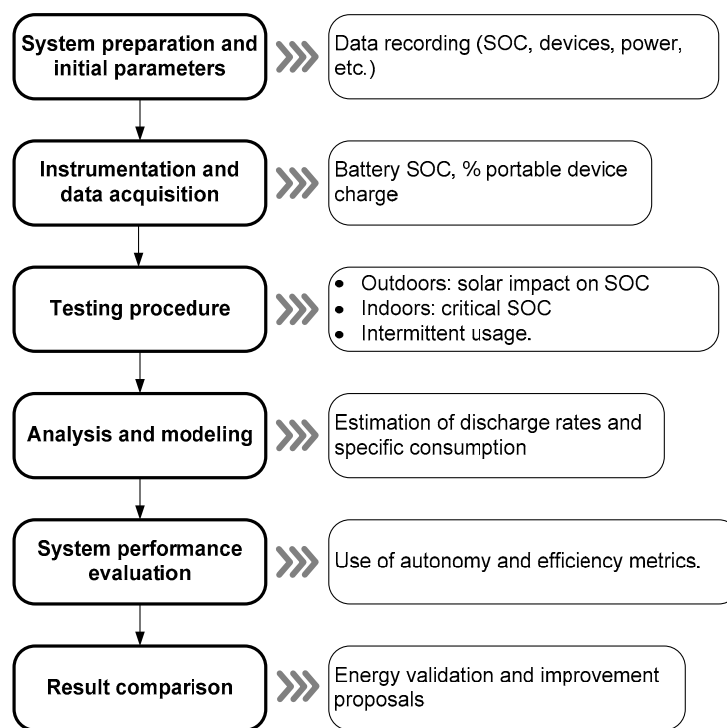 System preparation and
initial parameters
Data recording (SOC, devices, power,
etc.)
Instrumentation and
data acquisition
Battery SOC, % portable device
charge
Testing procedure
• Outdoors: solar impact on SOC
• Indoors: critical SOC
• Intermittent usage.
Analysis and modeling
Estimation of discharge rates and
specific consumption
System performance
evaluation
Use of autonomy and efficiency metrics.
Result comparison
Energy validation and improvement
proposals